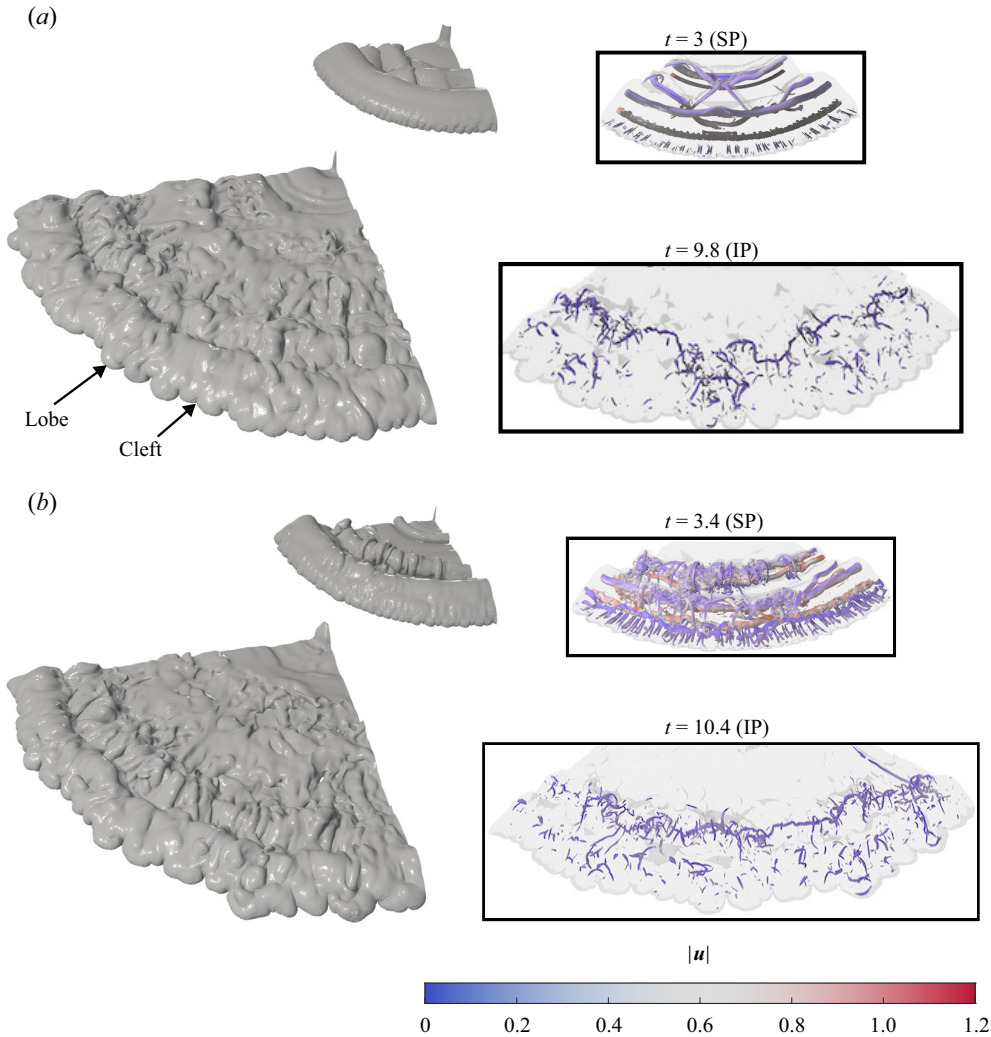 (a)
t = 3 (SP)
t = 9.8 (IP)
Lobe
Cleft
(b)
t = 3.4 (SP)
t = 10.4 (IP)
|u|
0 0.2 0.4 0.6 0.8 1.0 1.2